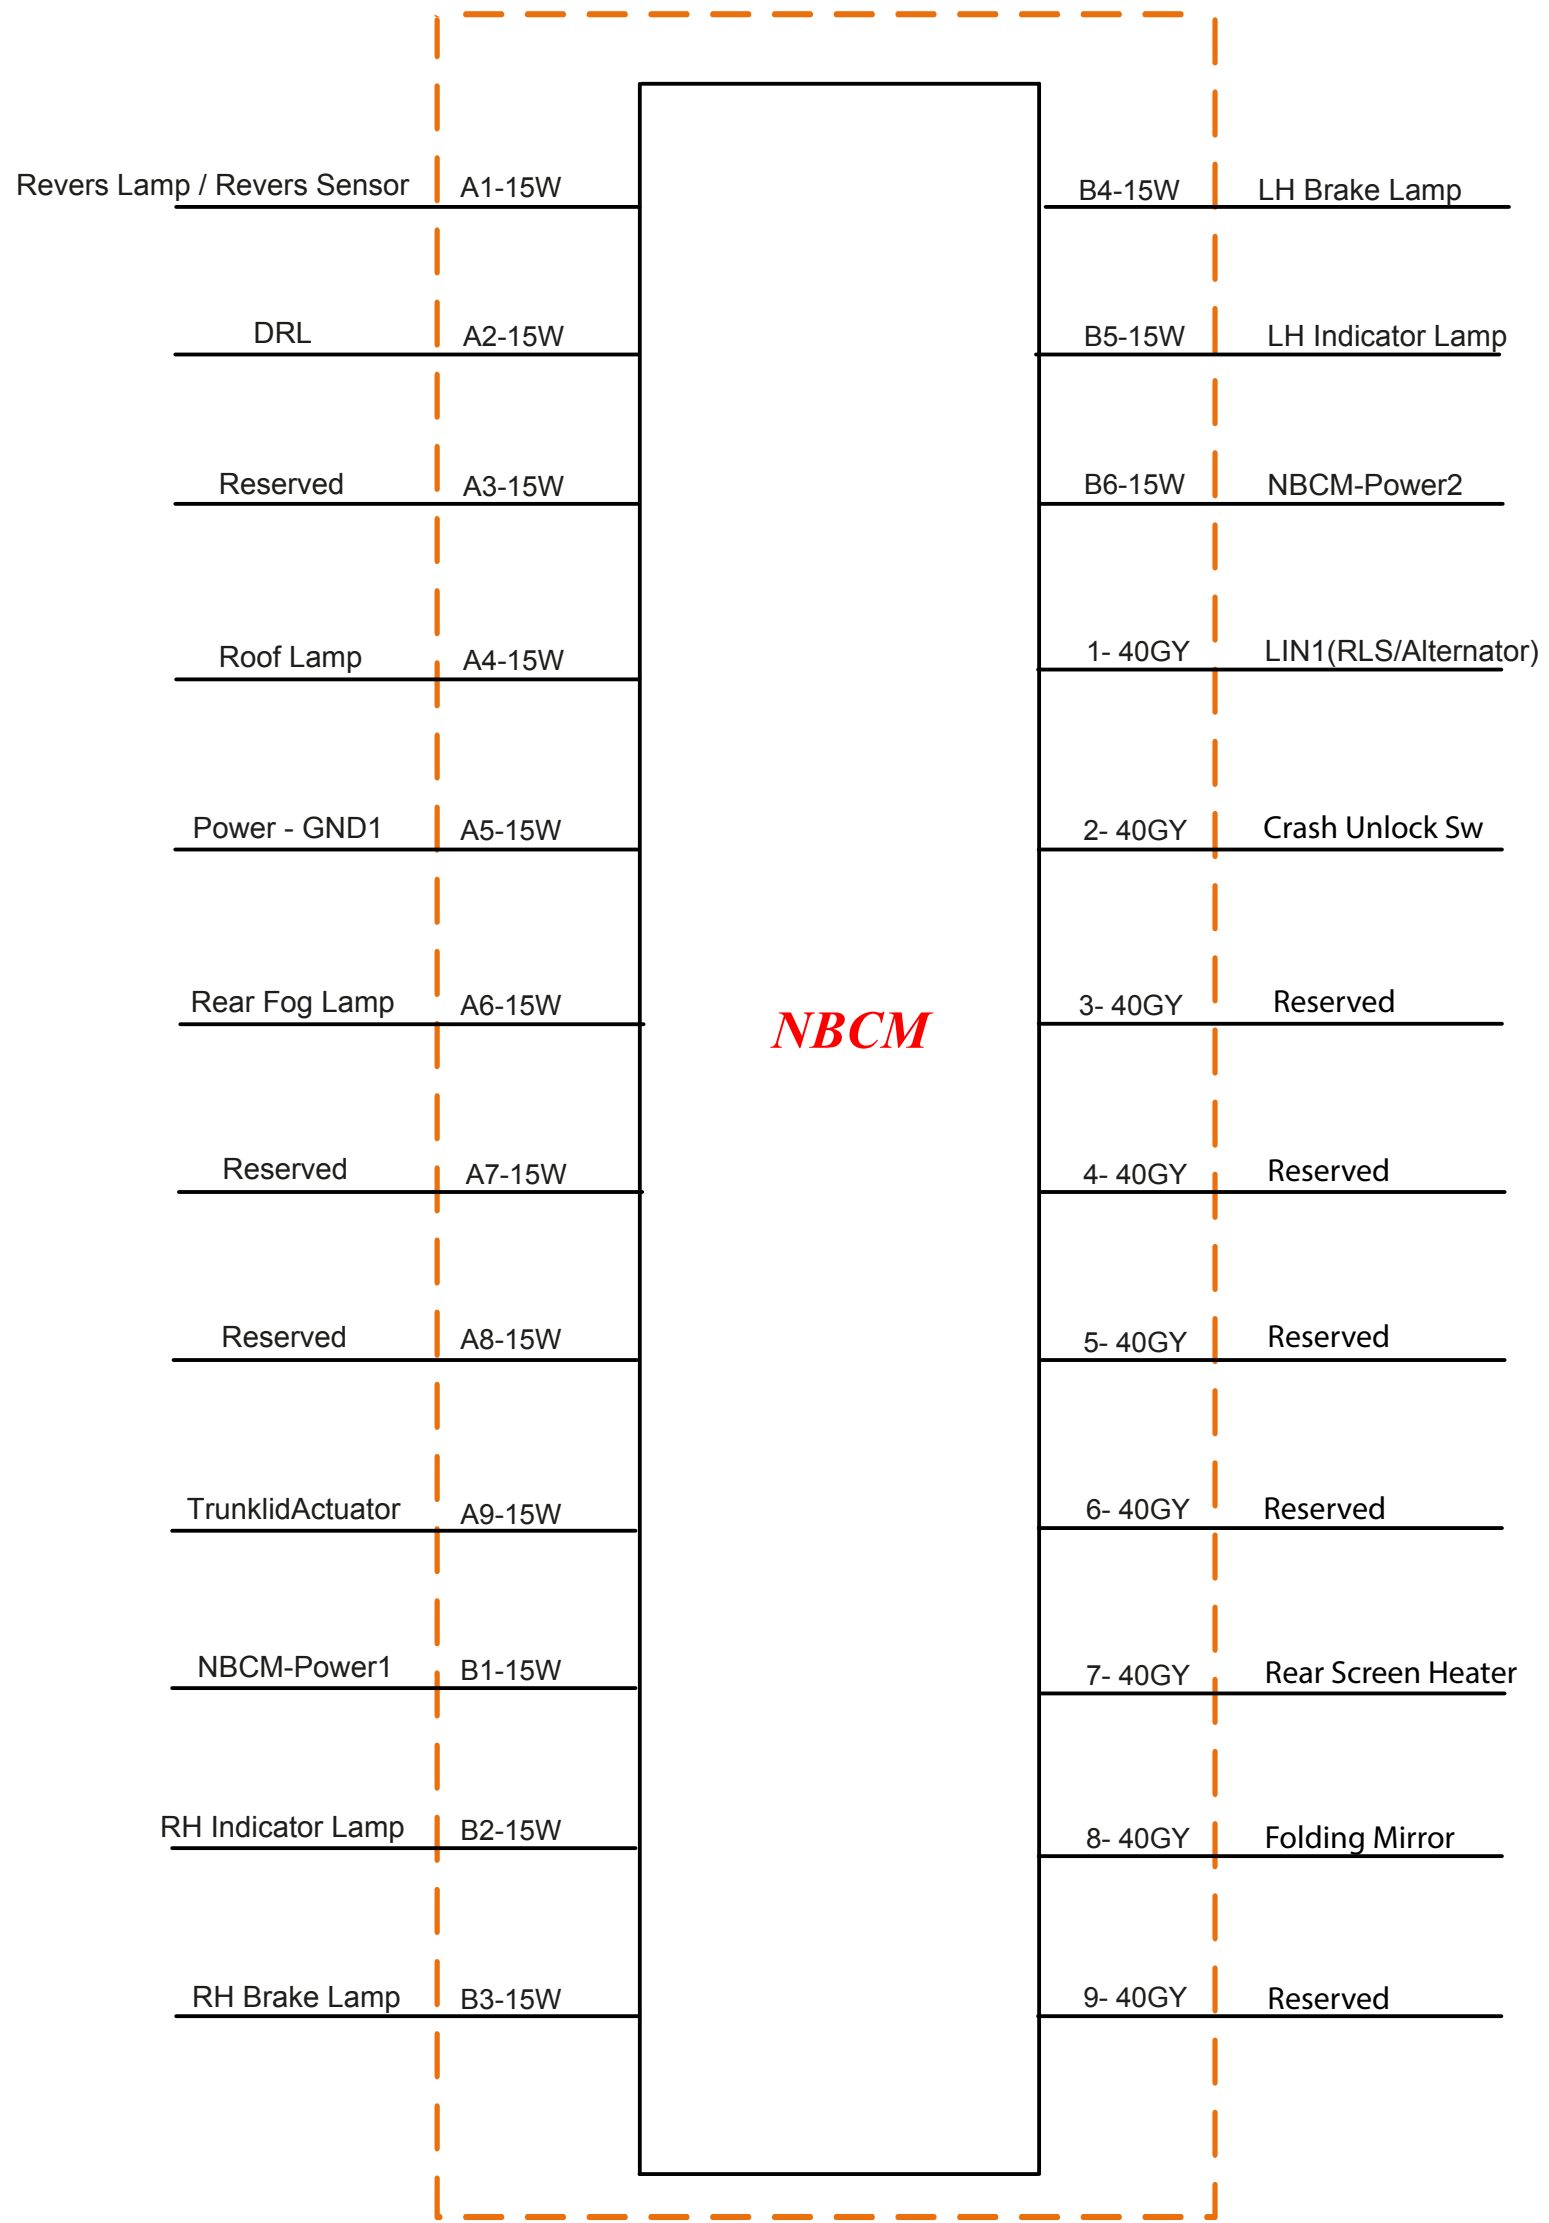 Revers Lamp / Revers Sensor A1-15W B4-15W LH Brake Lamp
DRL A2-15W B5-15W LH Indicator Lamp
Reserved A3-15W B6-15W NBCM-Power2
Roof Lamp A4-15W 1- 40GY LIN1(RLS/Alternator)
Power - GND1 A5-15W 2- 40GY Crash Unlock Sw
Rear Fog Lamp A6-15W 3- 40GY Reserved
NBCM
Reserved A7-15W 4- 40GY Reserved
Reserved A8-15W 5- 40GY Reserved
TrunklidActuator A9-15W 6- 40GY Reserved
NBCM-Power1 B1-15W 7- 40GY Rear Screen Heater
RH Indicator Lamp B2-15W 8- 40GY Folding Mirror
RH Brake Lamp B3-15W 9- 40GY Reserved